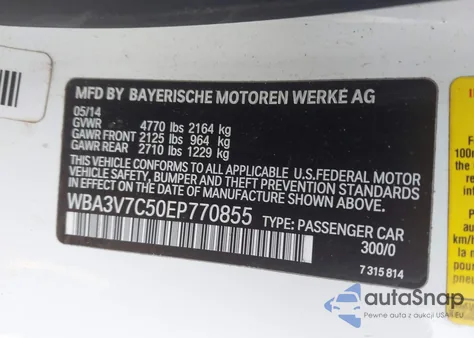 MFD BY BAYERISCHE MOTOREN WERKE AG
05/14
GVWR 4770 lbs 2164 kg
GAWR FRONT 2125 lbs 964 kg
GAWR REAR 2710 lbs 1229 kg
THIS VEHICLE CONFORMS TO ALL APPLICABLE U.S.FEDERAL MOTOR
VEHICLE SAFETY, BUMPER, AND THEFT PREVENTION STANDARDS IN
EFFECT ON THE DATE OF MANUFACTURE SHOWN ABOVE.
WBA3V7C50EP770855 TYPE: PASSENGER CAR
300/0
7 315 814
100m
km/h
autoSnap
Pewne auta z aukcji USA i EU